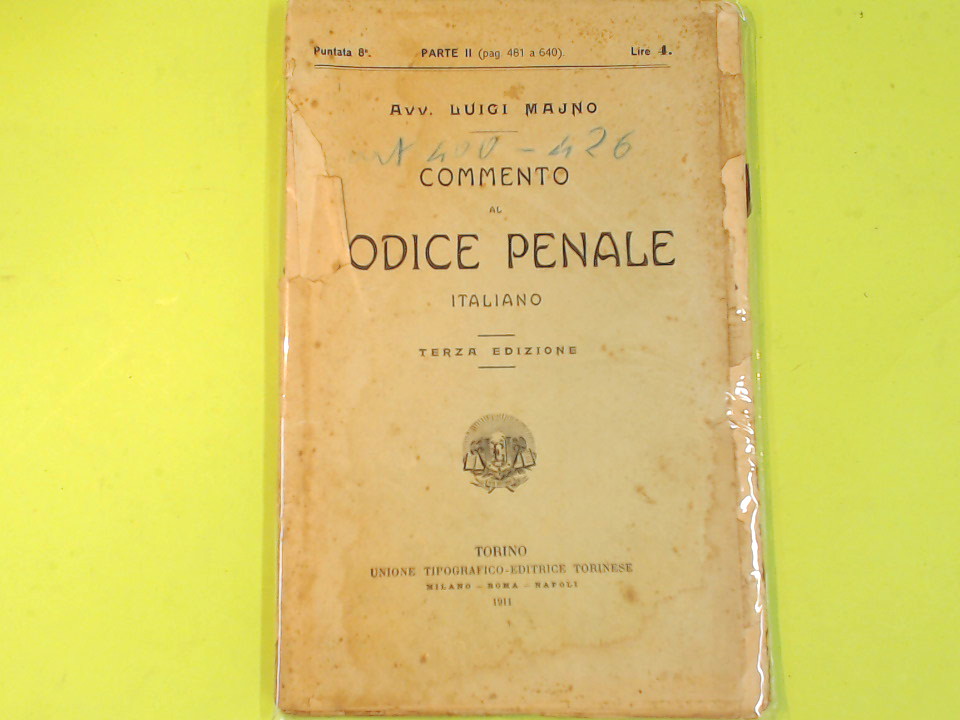 Puntata 8ª. PARTE II (pag. 481 a 640). Lire 4.
Avv. LUIGI MAJNO
400 - 426
COMMENTO
AL
ODICE PENALE
ITALIANO
TERZA EDIZIONE
TORINO
UNIONE TIPOGRAFICO-EDITRICE TORINESE
MILANO - ROMA - NAPOLI
1911